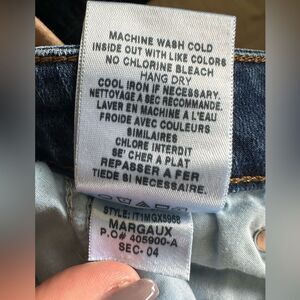 MACHINE WASH COLD
INSIDE OUT WITH LIKE COLORS
NO CHLORINE BLEACH
HANG DRY
COOL IRON IF NECESSARY.
NETTOYAGE A SEC RECOMMANDE.
LAVER EN MACHINE A L'EAU
FROIDE AVEC COULEURS
SIMILAIRES
CHLORE INTERDIT
SE' CHER A PLAT
REPASSER A FER
TIEDE SI NECESSAIRE.
STYLE: IT1MGX5958
MARGAUX
P.O# 405900-A
SEC- 04